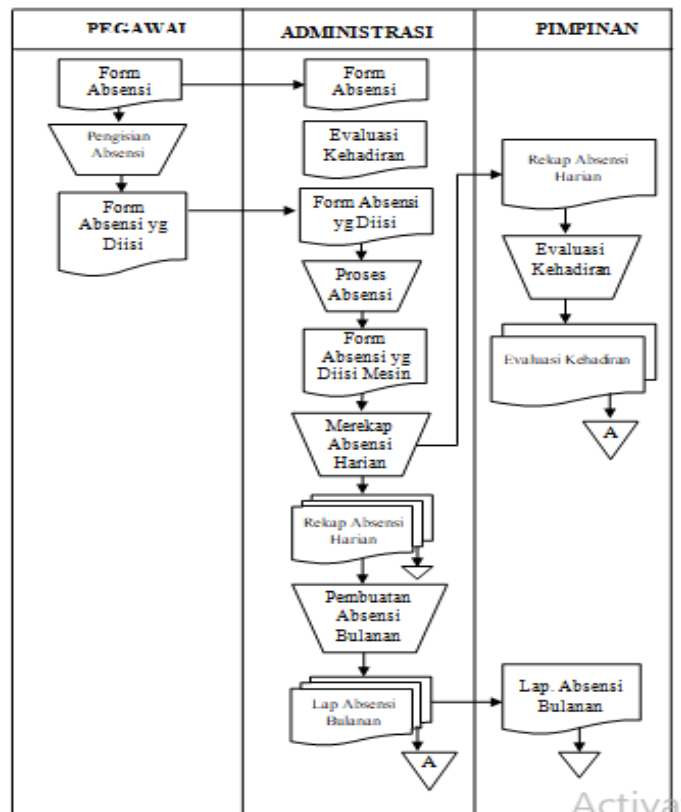 PEGAWAI
ADMINISTRASI
PIMPINAN
Form
Absensi
Pengisian
Absensi
Form
Absensi yg
Diisi
Form
Absensi
Evaluasi
Kehadiran
Form Absensi
yg Diisi
Proses
Absensi
Form
Absensi yg
Diisi Mesin
Merekap
Absensi
Harian
Rekap Absensi
Harian
Pembuatan
Absensi
Bulanan
Lap Absensi
Bulanan
A
Rekap Absensi
Harian
Evaluasi
Kehadiran
Evaluasi Kehadiran
A
Lap. Absensi
Bulanan
Activa